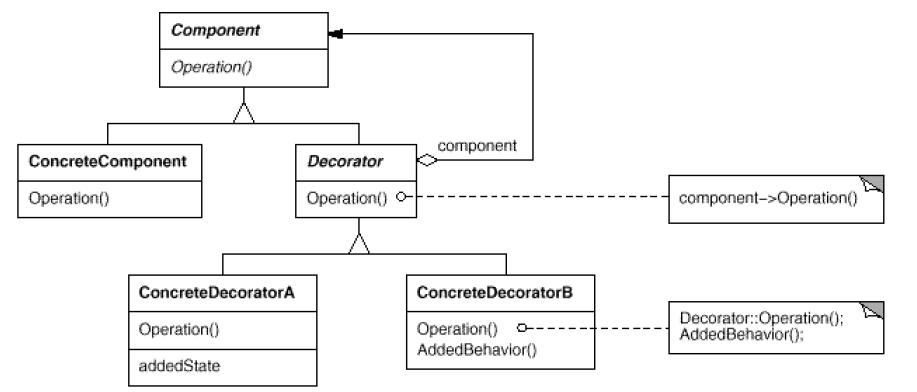 Component
Operation()
component
ConcreteComponent
Operation()
Decorator
Operation()
component->Operation()
ConcreteDecoratorA
Operation()
addedState
ConcreteDecoratorB
Operation()
AddedBehavior()
Decorator::Operation();
AddedBehavior();